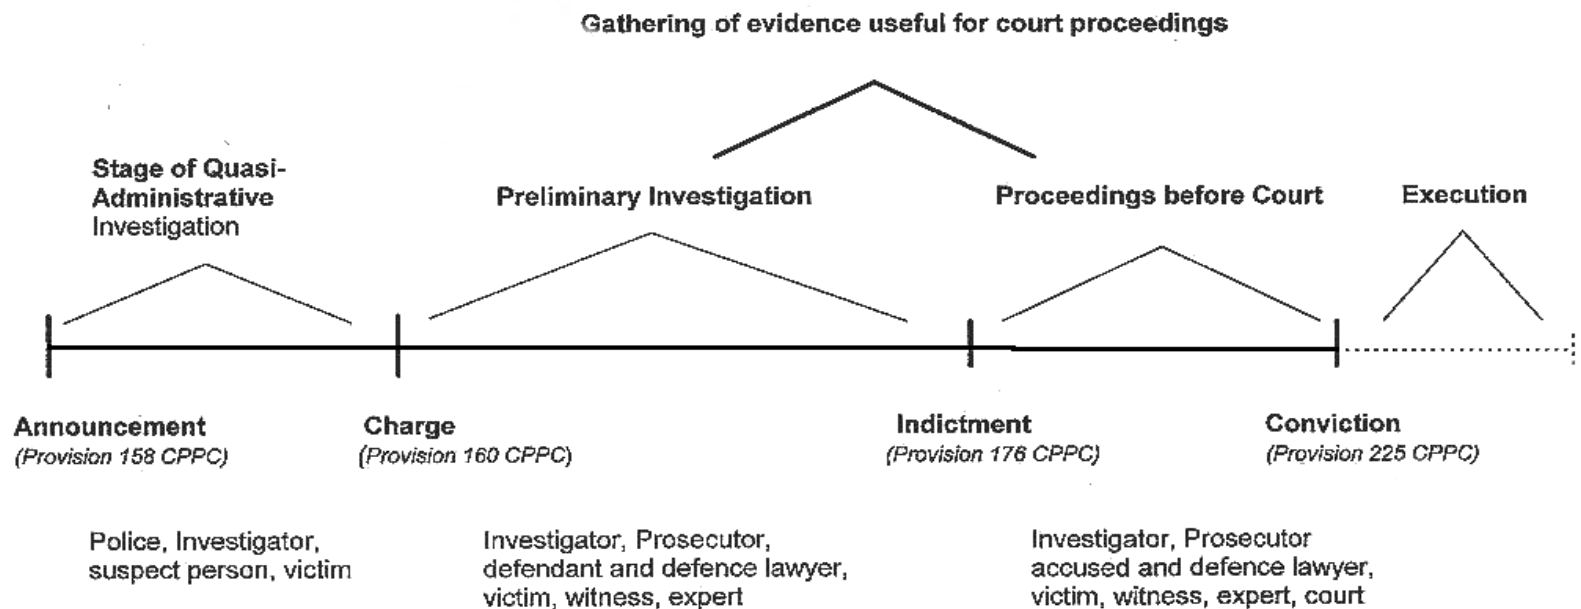 Gathering of evidence useful for court proceedings
Stage of Quasi-
Administrative
Investigation
Preliminary Investigation
Proceedings before Court
Execution
Announcement
(Provision 158 CPPC)
Charge
(Provision 160 CPPC)
Indictment
(Provision 176 CPPC)
Conviction
(Provision 225 CPPC)
Police, Investigator,
suspect person, victim
Investigator, Prosecutor,
defendant and defence lawyer,
victim, witness, expert
Investigator, Prosecutor
accused and defence lawyer,
victim, witness, expert, court